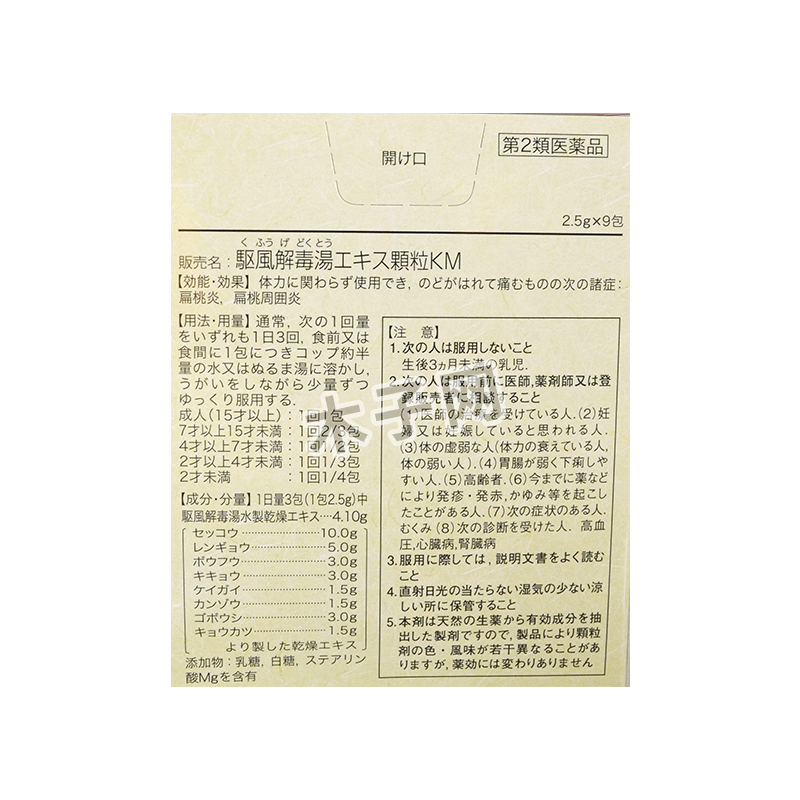 開け口
第2類医薬品
2.5g×9包
く ふう げ どくとう
販売名：駆風解毒湯エキス顆粒KM
【効能・効果】体力に関わらず使用でき，のどがはれて痛むものの次の諸症：
扁桃炎，扁桃周囲炎
【用法・用量】通常，次の1回量
をいずれも1日3回，食前又は
食間に1包につきコップ約半
量の水又はぬるま湯に溶かし，
うがいをしながら少量ずつ
ゆっくり服用する.
成人(15才以上)：1回1包
7才以上15才未満：1回2/3包
4才以上7才未満：1回1/2包
2才以上4才未満：1回1/3包
2才未満：1回1/4包
【成分・分量】1日量3包(1包2.5g)中
駆風解毒湯水製乾燥エキス…4.10g
セッコウ…10.0g
レンギョウ…5.0g
ボウフウ…3.0g
キキョウ…3.0g
ケイガイ…1.5g
カンゾウ…1.5g
ゴボウシ…3.0g
キョウカツ…1.5g
より製した乾燥エキス
添加物：乳糖，白糖，ステアリン
酸Mgを含有
【注 意】
1. 次の人は服用しないこと
生後3ヵ月未満の乳児.
2. 次の人は服用前に医師，薬剤師又は登
録販売者に相談すること
(1)医師の治療を受けている人.(2)妊
婦又は妊娠していると思われる人.
(3)体の虚弱な人(体力の衰えている人,
体の弱い人).(4)胃腸が弱く下痢しや
すい人.(5)高齢者.(6)今までに薬など
により発疹・発赤,かゆみ等を起こし
たことがある人.(7)次の症状のある人.
むくみ (8)次の診断を受けた人. 高血
圧,心臓病,腎臓病
3. 服用に際しては，説明文書をよく読む
こと
4. 直射日光の当たらない湿気の少ない涼
しい所に保管すること
5. 本剤は天然の生薬から有効成分を抽
出した製剤ですので，製品により顆粒
剤の色・風味が若干異なることがあ
りますが，薬効には変わりありません
木子网